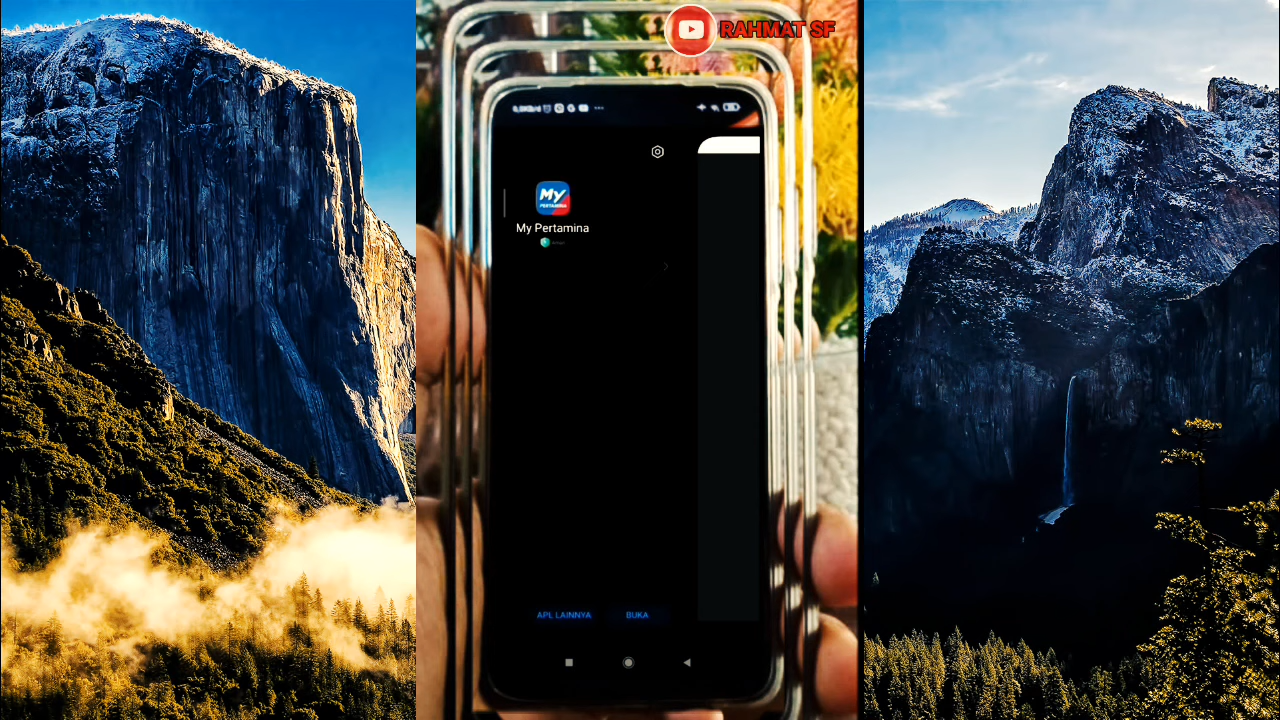 RAHMAT SF
My
PERTAMINA
My Pertamina
APL LAINNYA
BUKA